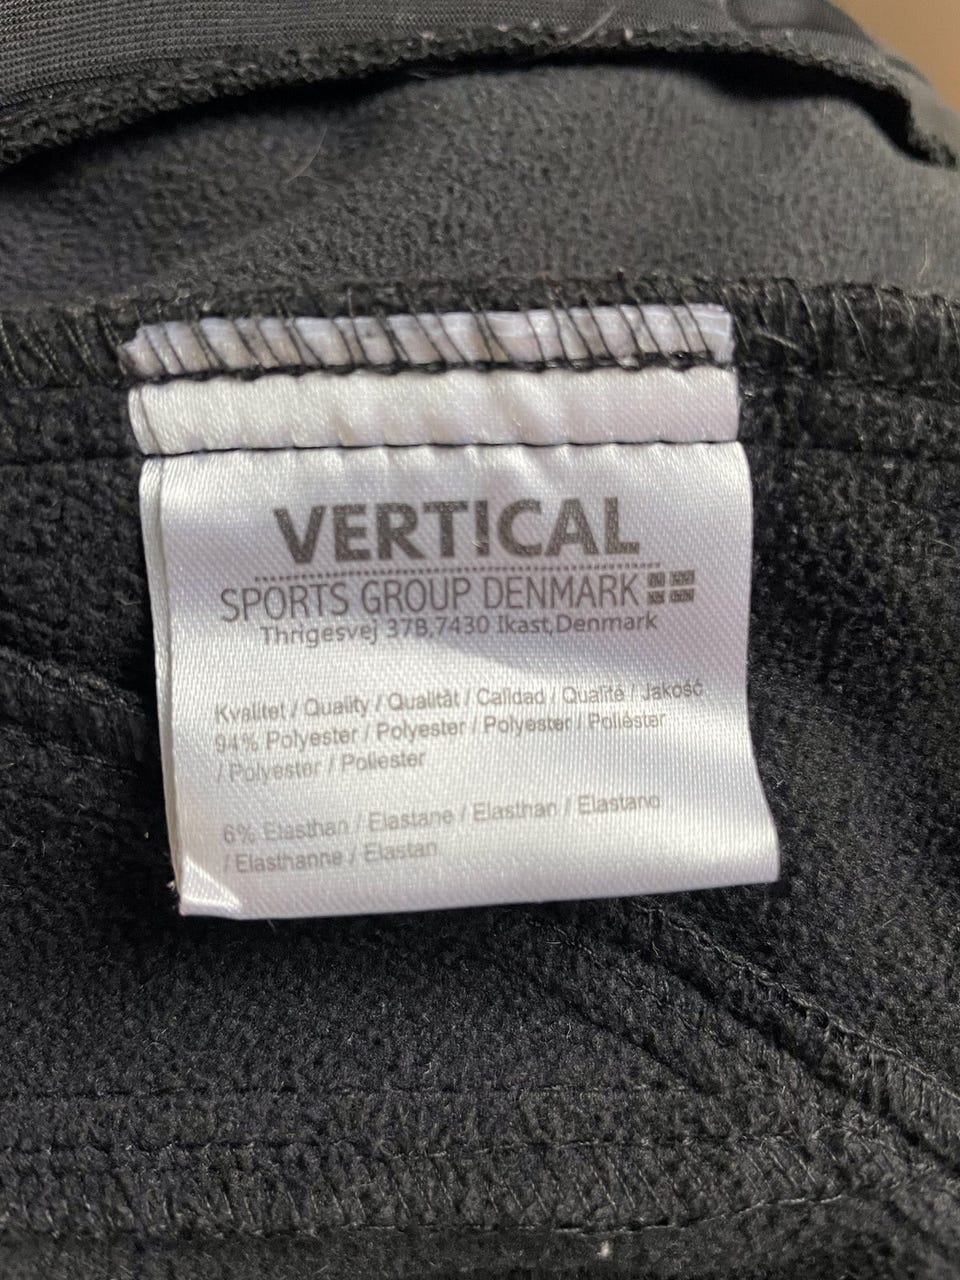 VERTICAL
SPORTS GROUP DENMARK
Thrigesvej 37B,7430 Ikast,Denmark
Kvalitet / Quality / Qualität / Calidad / Qualité / Jakość
94% Polyester / Polyester / Polyester / Poliéster
/ Polyester / Poliester
6% Elasthan / Elastane / Elasthan / Elastano
/ Elasthanne / Elastan